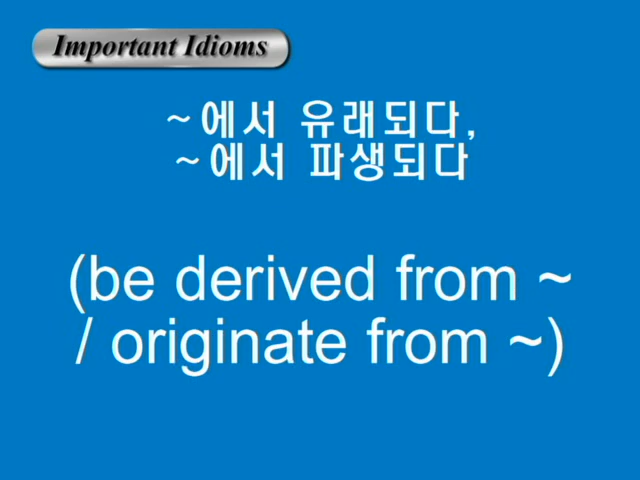 Important Idioms
~에서 유래되다,
~에서 파생되다
(be derived from ~
/ originate from ~)